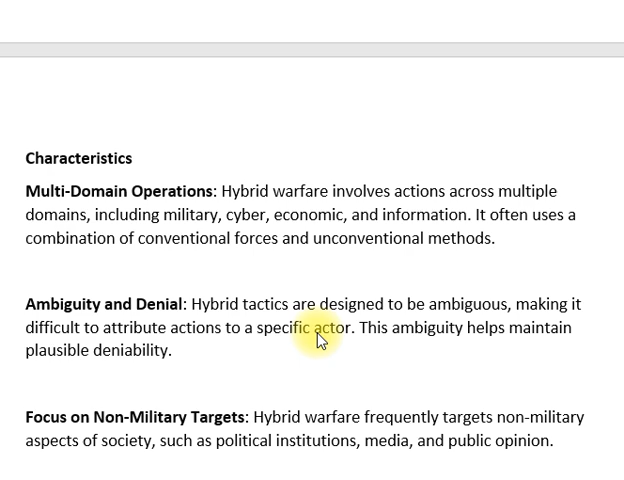 Characteristics
Multi-Domain Operations: Hybrid warfare involves actions across multiple
domains, including military, cyber, economic, and information. It often uses a
combination of conventional forces and unconventional methods.
Ambiguity and Denial: Hybrid tactics are designed to be ambiguous, making it
difficult to attribute actions to a specific actor. This ambiguity helps maintain
plausible deniability.
Focus on Non-Military Targets: Hybrid warfare frequently targets non-military
aspects of society, such as political institutions, media, and public opinion.